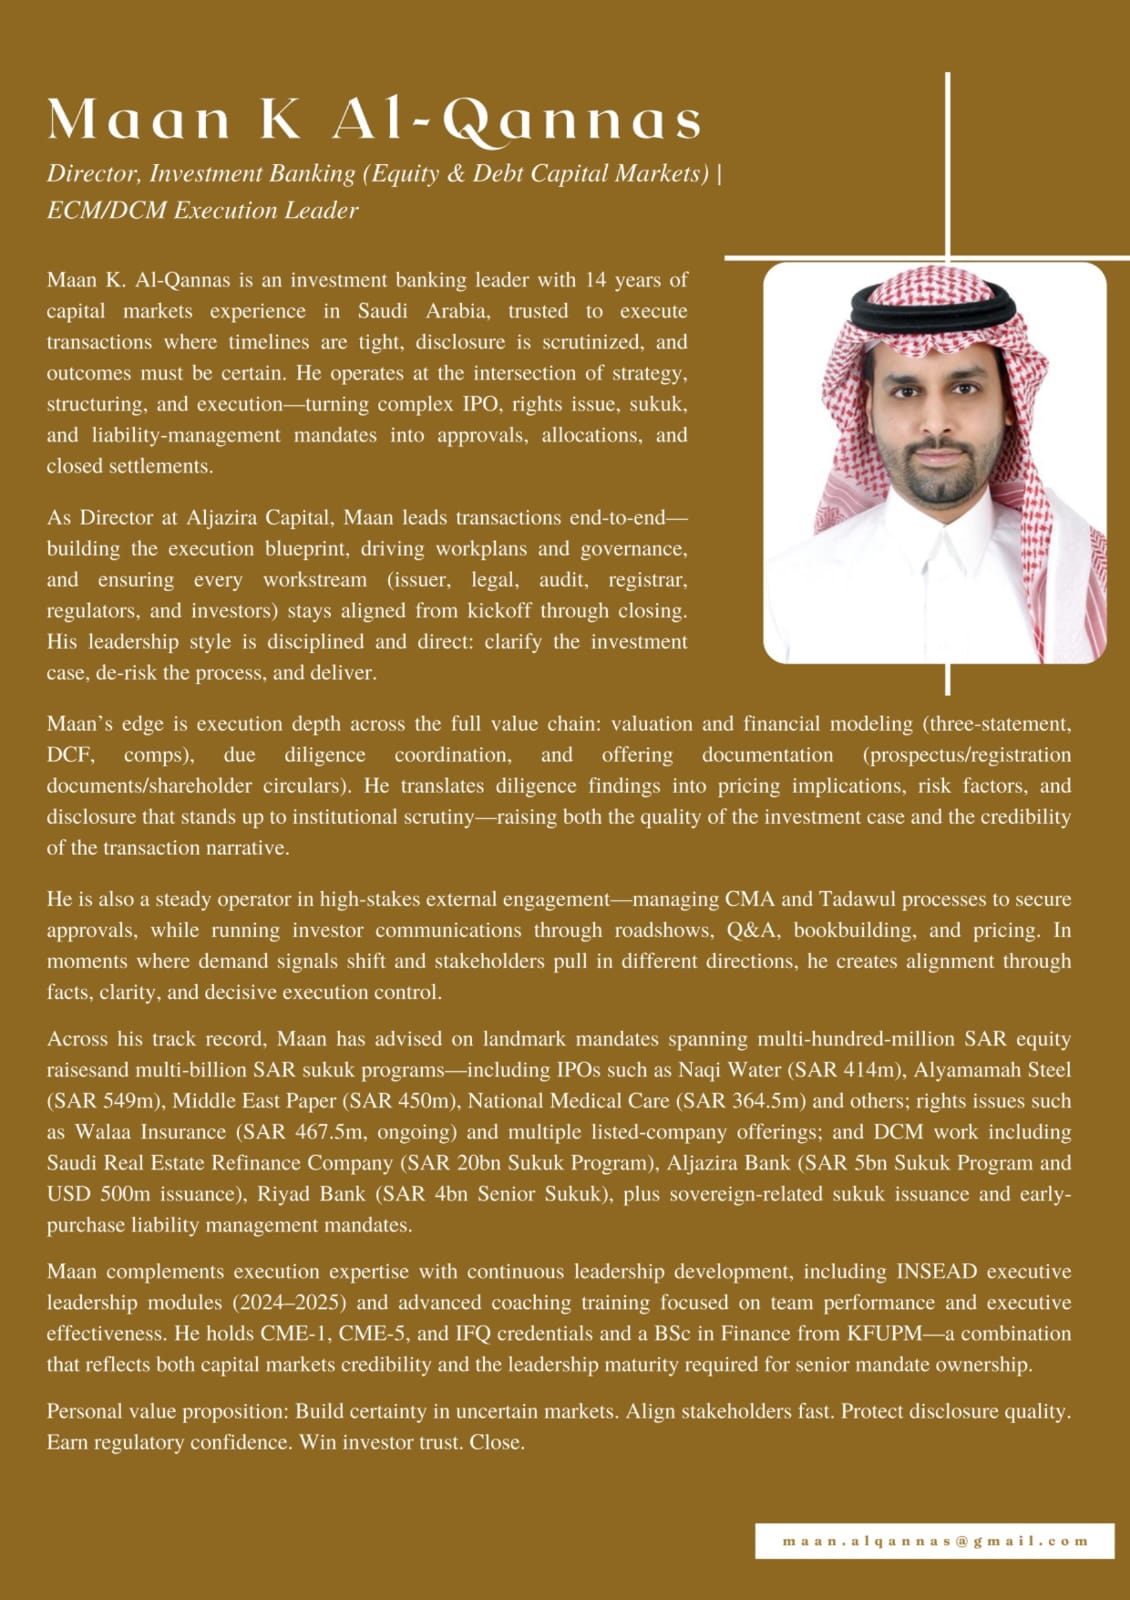 Maan K Al-Qannas
Director, Investment Banking (Equity & Debt Capital Markets) |
ECM/DCM Execution Leader
Maan K. Al-Qannas is an investment banking leader with 14 years of
capital markets experience in Saudi Arabia, trusted to execute
transactions where timelines are tight, disclosure is scrutinized, and
outcomes must be certain. He operates at the intersection of strategy,
structuring, and execution—turning complex IPO, rights issue, sukuk,
and liability-management mandates into approvals, allocations, and
closed settlements.
As Director at Aljazira Capital, Maan leads transactions end-to-end—
building the execution blueprint, driving workplans and governance,
and ensuring every workstream (issuer, legal, audit, registrar,
regulators, and investors) stays aligned from kickoff through closing.
His leadership style is disciplined and direct: clarify the investment
case, de-risk the process, and deliver.
Maan’s edge is execution depth across the full value chain: valuation and financial modeling (three-statement,
DCF, comps), due diligence coordination, and offering documentation (prospectus/registration
documents/shareholder circulars). He translates diligence findings into pricing implications, risk factors, and
disclosure that stands up to institutional scrutiny—raising both the quality of the investment case and the credibility
of the transaction narrative.
He is also a steady operator in high-stakes external engagement—managing CMA and Tadawul processes to secure
approvals, while running investor communications through roadshows, Q&A, bookbuilding, and pricing. In
moments where demand signals shift and stakeholders pull in different directions, he creates alignment through
facts, clarity, and decisive execution control.
Across his track record, Maan has advised on landmark mandates spanning multi-hundred-million SAR equity
raisesand multi-billion SAR sukuk programs—including IPOs such as Naqi Water (SAR 414m), Alyamamah Steel
(SAR 549m), Middle East Paper (SAR 450m), National Medical Care (SAR 364.5m) and others; rights issues such
as Walaa Insurance (SAR 467.5m, ongoing) and multiple listed-company offerings; and DCM work including
Saudi Real Estate Refinance Company (SAR 20bn Sukuk Program), Aljazira Bank (SAR 5bn Sukuk Program and
USD 500m issuance), Riyad Bank (SAR 4bn Senior Sukuk), plus sovereign-related sukuk issuance and early-
purchase liability management mandates.
Maan complements execution expertise with continuous leadership development, including INSEAD executive
leadership modules (2024–2025) and advanced coaching training focused on team performance and executive
effectiveness. He holds CME-1, CME-5, and IFQ credentials and a BSc in Finance from KFUPM—a combination
that reflects both capital markets credibility and the leadership maturity required for senior mandate ownership.
Personal value proposition: Build certainty in uncertain markets. Align stakeholders fast. Protect disclosure quality.
Earn regulatory confidence. Win investor trust. Close.
maan.alqannas@gmail.com